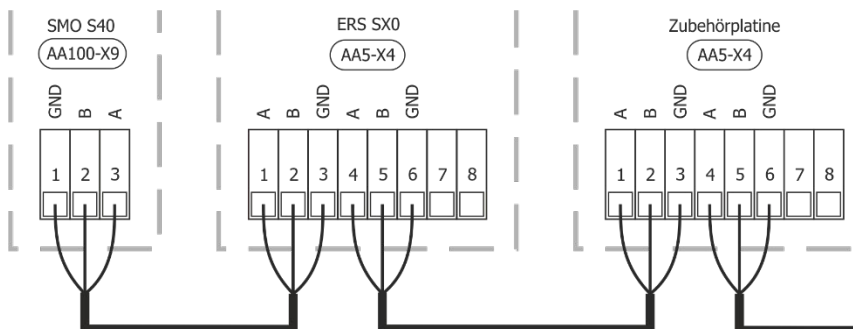 SMO S40
AA100-X9
GND B A
1 2 3
ERS SX0
AA5-X4
A B GND A B GND
1 2 3 4 5 6 7 8
Zubehörplatine
AA5-X4
A B GND A B GND
1 2 3 4 5 6 7 8